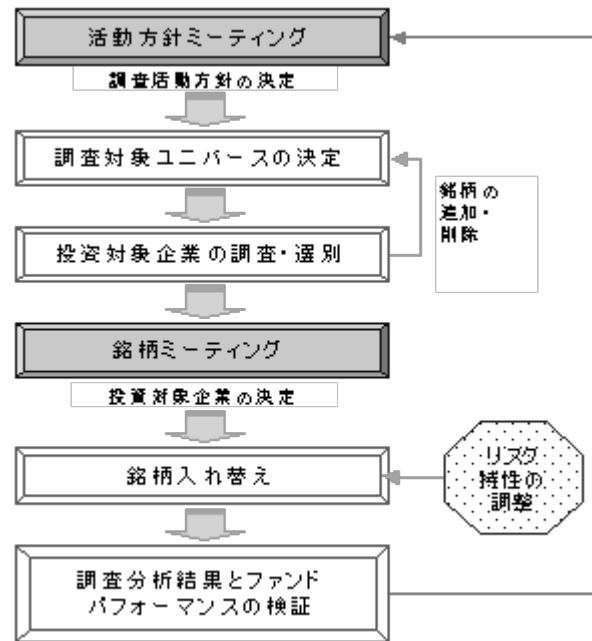 活動方針ミーティング
調査活動方針の決定
調査対象ユニバースの決定
銘柄の
追加・
削除
投資対象企業の調査・選別
銘柄ミーティング
投資対象企業の決定
銘柄入れ替え
リスク
特性の
調整
調査分析結果とファンド
パフォーマンスの検証